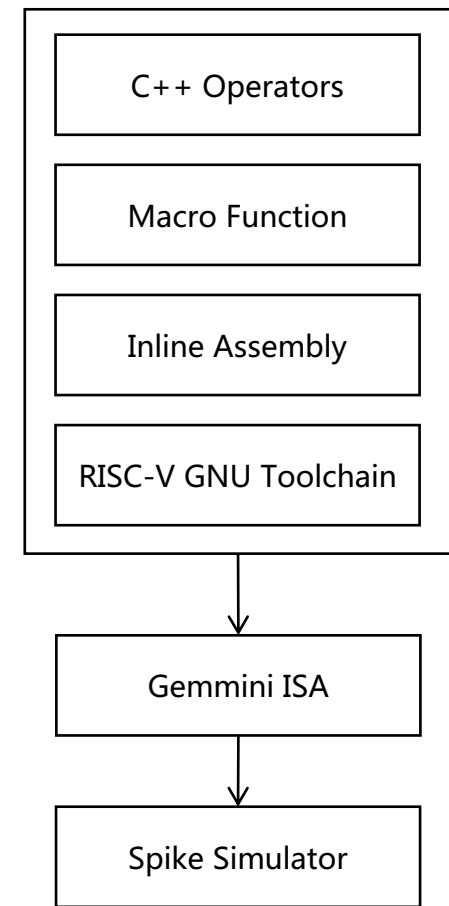 C++ Operators
Macro Function
Inline Assembly
RISC-V GNU Toolchain
Gemmini ISA
Spike Simulator